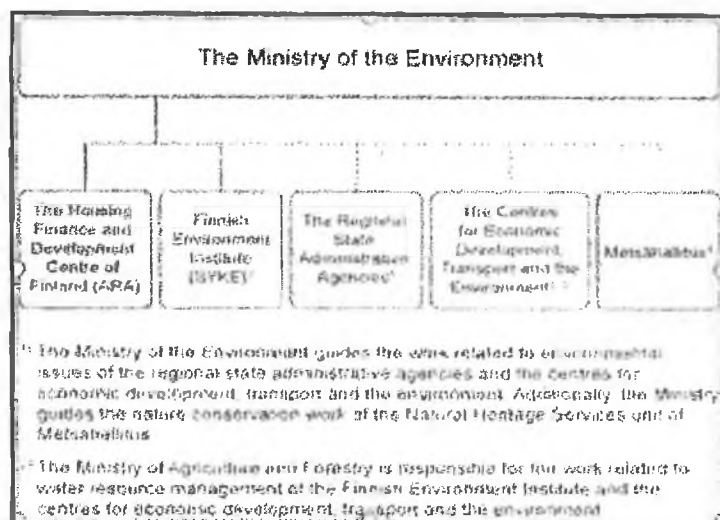 The Ministry of the Environment
The Housing
Finance and
Development
Centre of
Finland (ARA)
Finnish
Environment
Institute
(SYKE)
The Regional
State
Administrative
Agencies¹
The Centres
for Economic
Development,
Transport and the
Environment¹
Metsähallitus¹
The Ministry of the Environment guides the work related to environmental
issues of the regional state administrative agencies and the centres for
economic development, transport and the environment. Additionally, the Ministry
guides the nature conservation work of the Natural Heritage Services unit of
Metsähallitus
The Ministry of Agriculture and Forestry is responsible for the work related to
water resource management of the Finnish Environment Institute and the
centres for economic development, transport and the environment